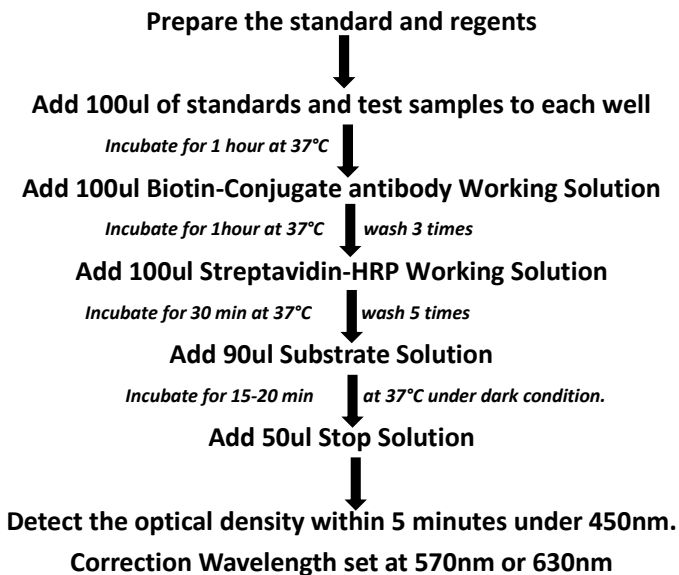 Prepare the standard and regents
Add 100ul of standards and test samples to each well
Incubate for 1 hour at 37°C
Add 100ul Biotin-Conjugate antibody Working Solution
Incubate for 1hour at 37°C wash 3 times
Add 100ul Streptavidin-HRP Working Solution
Incubate for 30 min at 37°C wash 5 times
Add 90ul Substrate Solution
Incubate for 15-20 min at 37°C under dark condition.
Add 50ul Stop Solution
Detect the optical density within 5 minutes under 450nm.
Correction Wavelength set at 570nm or 630nm